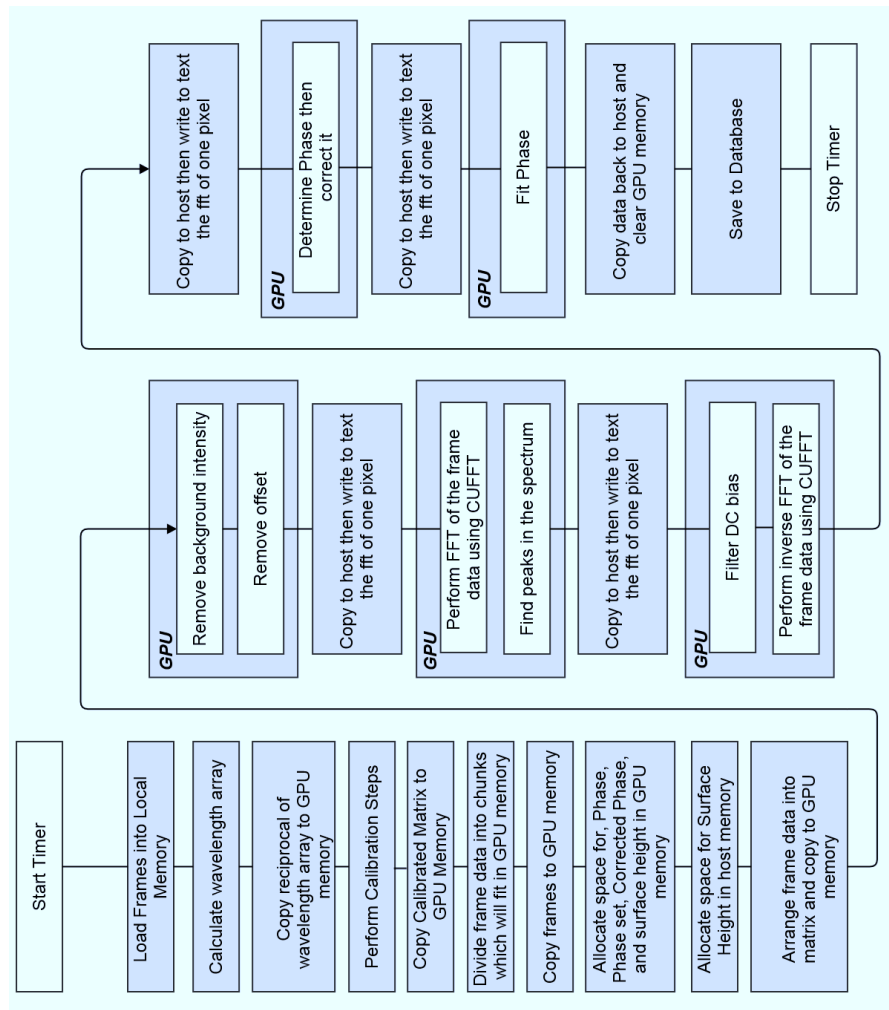 Start Timer
Load Frames into Local
Memory
Calculate wavelength array
Copy reciprocal of
wavelength array to GPU
memory
Perform Calibration Steps
Copy Calibrated Matrix to
GPU Memory
Divide frame data into chunks
which will fit in GPU memory
Copy frames to GPU memory
Allocate space for, Phase,
Phase set, Corrected Phase,
and surface height in GPU
memory
Allocate space for Surface
Height in host memory
Arrange frame data into
matrix and copy to GPU
memory
GPU
Remove background intensity
Remove offset
Copy to host then write to text
the fft of one pixel
GPU
Perform FFT of the frame
data using CUFFT
Find peaks in the spectrum
Copy to host then write to text
the fft of one pixel
GPU
Filter DC bias
Perform inverse FFT of the
frame data using CUFFT
Copy to host then write to text
the fft of one pixel
GPU
Determine Phase then
correct it
Copy to host then write to text
the fft of one pixel
GPU
Fit Phase
Copy data back to host and
clear GPU memory
Save to Database
Stop Timer